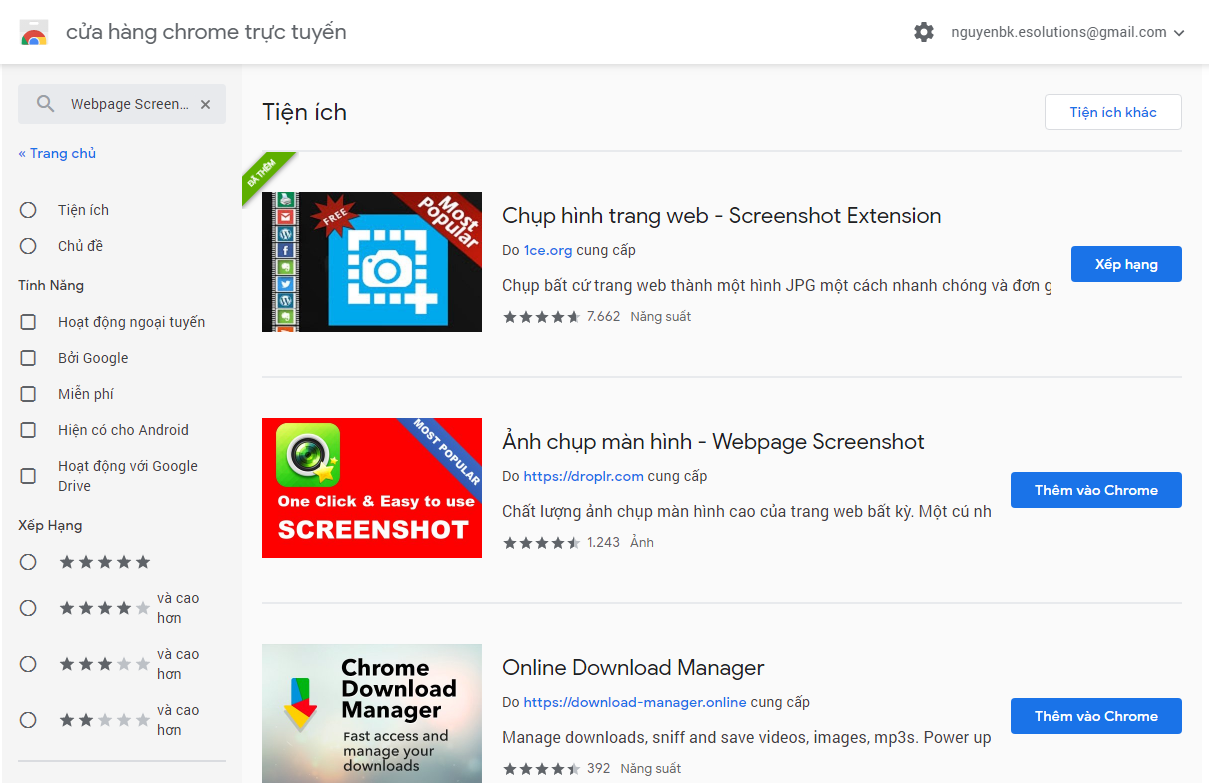 cửa hàng chrome trực tuyến
nguyenbk.esolutions@gmail.com
Webpage Screen...
« Trang chủ
Tiện ích
Chủ đề
Tính Năng
Hoạt động ngoại tuyến
Bởi Google
Miễn phí
Hiện có cho Android
Hoạt động với Google
Drive
Xếp Hạng
và cao
hơn
và cao
hơn
và cao
hơn
Tiện ích
Tiện ích khác
ĐÃ THÊM
FREE
Most
Popular
Chụp hình trang web - Screenshot Extension
Do 1ce.org cung cấp
Chụp bất cứ trang web thành một hình JPG một cách nhanh chóng và đơn g
7.662 Năng suất
Xếp hạng
MOST POPULAR
One Click & Easy to use
SCREENSHOT
Ảnh chụp màn hình - Webpage Screenshot
Do https://droplr.com cung cấp
Chất lượng ảnh chụp màn hình cao của trang web bất kỳ. Một cú nh
1.243 Ảnh
Thêm vào Chrome
Chrome
Download
Manager
Fast access and
manage your
downloads
Online Download Manager
Do https://download-manager.online cung cấp
Manage downloads, sniff and save videos, images, mp3s. Power up
392 Năng suất
Thêm vào Chrome